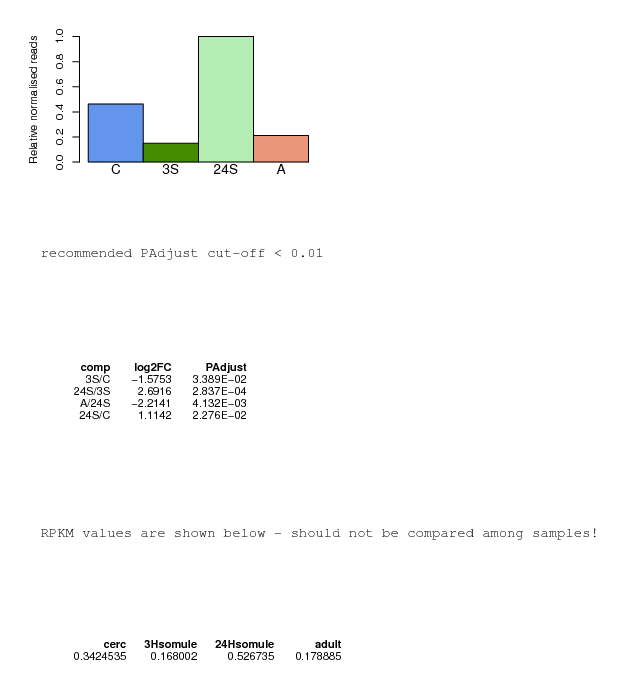 Relative normalised reads
1.0
0.8
0.6
0.4
0.2
0.0
C 3S 24S A
recommended PAdjust cut-off < 0.01
comp log2FC PAdjust
3S/C −1.5753 3.389E−02
24S/3S 2.6916 2.837E−04
A/24S −2.2141 4.132E−03
24S/C 1.1142 2.276E−02
RPKM values are shown below - should not be compared among samples!
cerc 3Hsomule 24Hsomule adult
0.3424535 0.168002 0.526735 0.178885